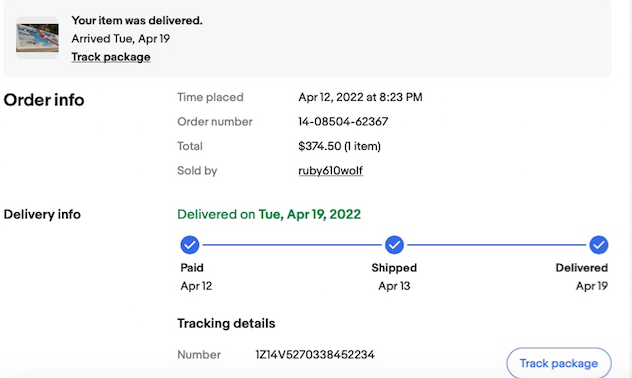 Your item was delivered.
Arrived Tue, Apr 19
Track package
Order info
Time placed Apr 12, 2022 at 8:23 PM
Order number 14-08504-62367
Total $374.50 (1 item)
Sold by ruby610wolf
Delivery info
Delivered on Tue, Apr 19, 2022
Paid Shipped Delivered
Apr 12 Apr 13 Apr 19
Tracking details
Number 1Z14V5270338452234
Track package